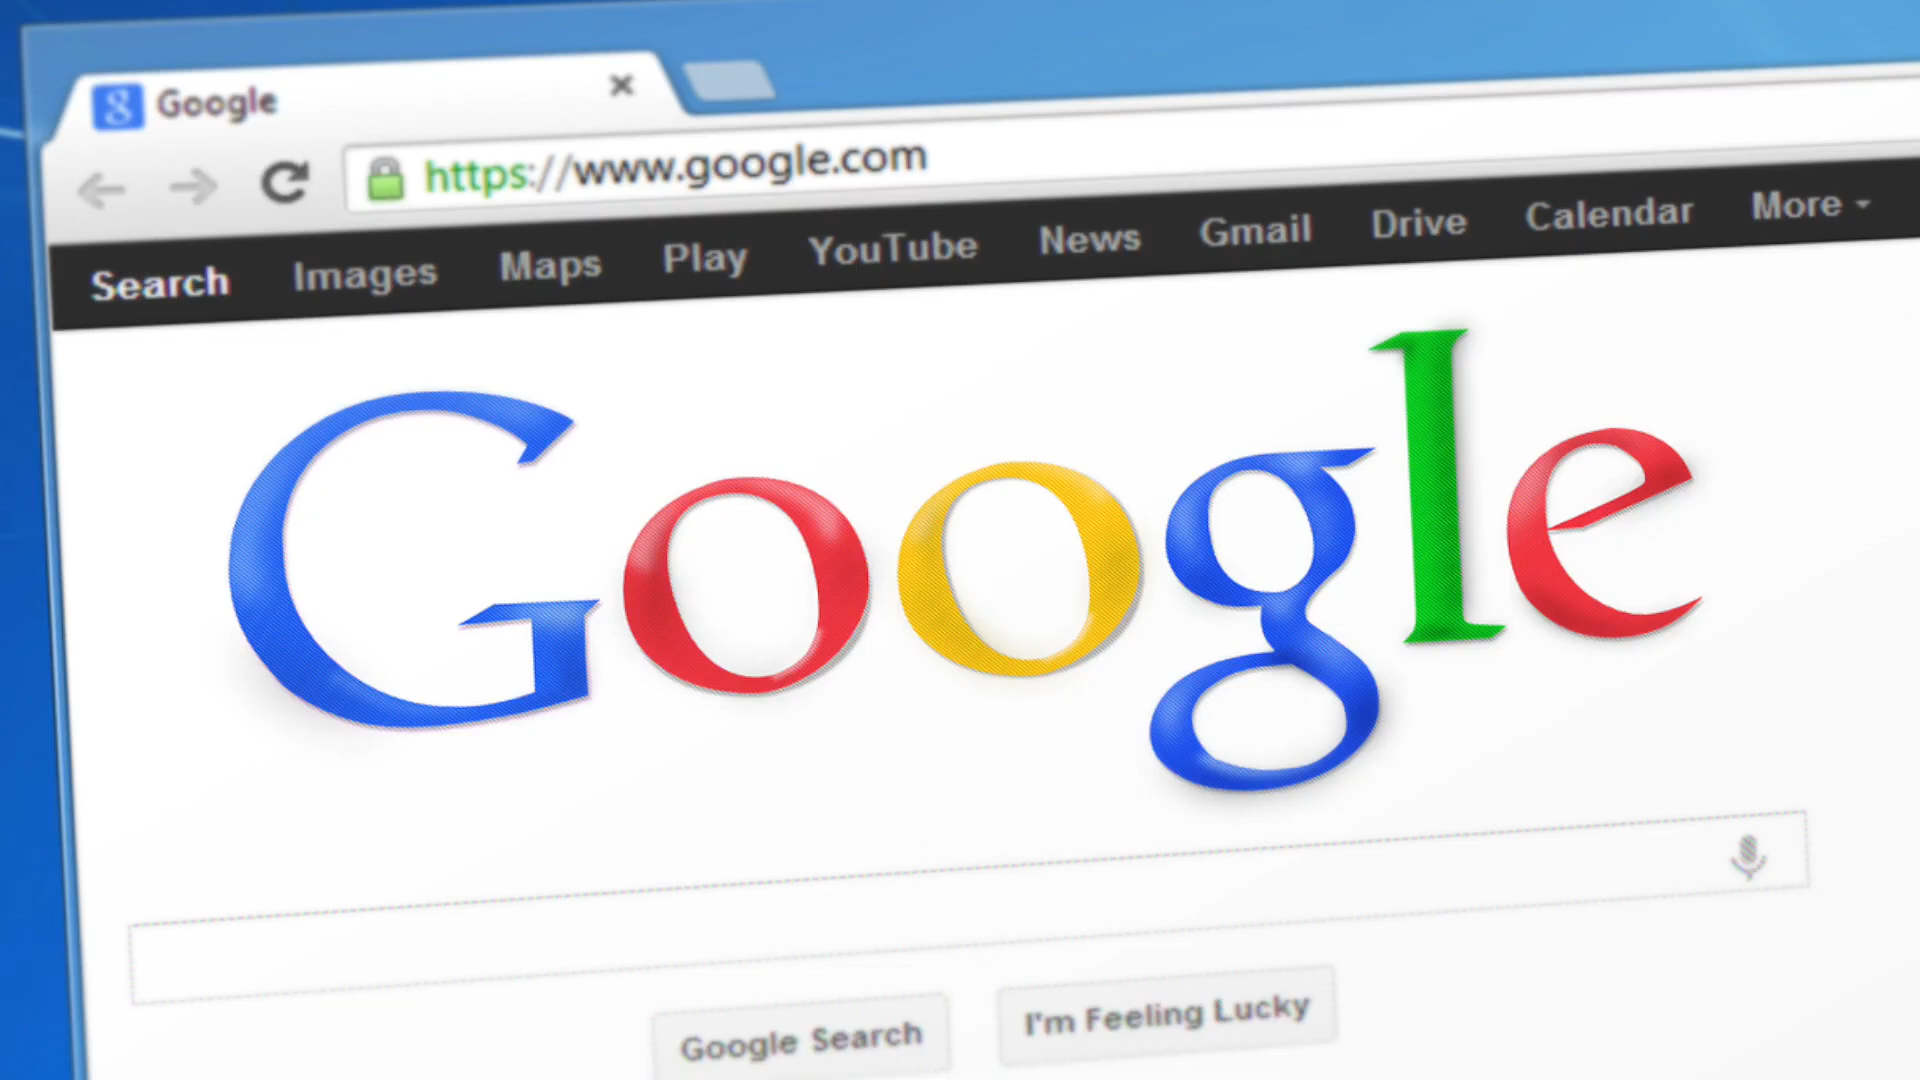 Google
https://www.google.com
Search Images Maps Play YouTube News Gmail Drive Calendar More
Google
Google Search I'm Feeling Lucky